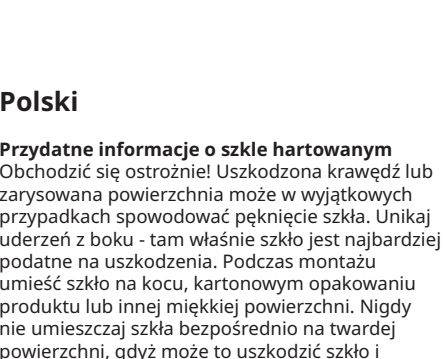 Polski
Przydatne informacje o szkle hartowanym
Obchodzić się ostrożnie! Uszkodzona krawędź lub
zarysowana powierzchnia może w wyjątkowych
przypadkach spowodować pęknięcie szkła. Unikaj
uderzeń z boku - tam właśnie szkło jest najbardziej
podatne na uszkodzenia. Podczas montażu
umieść szkło na kocu, kartonowym opakowaniu
produktu lub innej miękkiej powierzchni. Nigdy
nie umieszczaj szkła bezpośrednio na twardej
powierzchni, gdyż może to uszkodzić szkło i